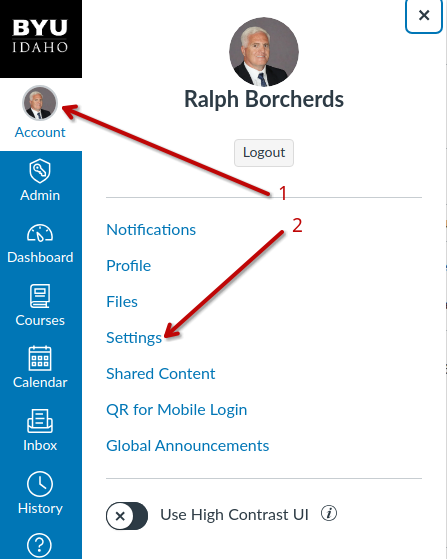 BYU
IDAHO
Account
Admin
Dashboard
Courses
Calendar
Inbox
History
Ralph Borcherds
Logout
1
2
Notifications
Profile
Files
Settings
Shared Content
QR for Mobile Login
Global Announcements
Use High Contrast UI